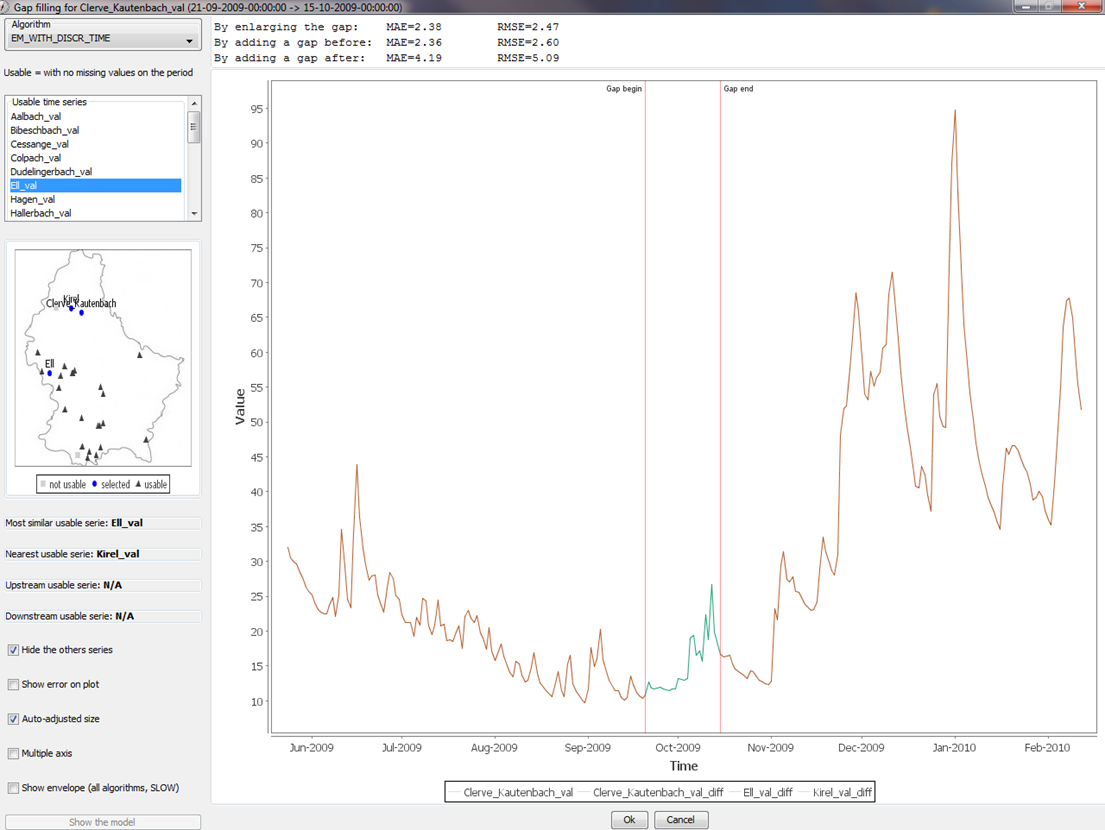 Gap filling for Clerve_Kautenbach_val (21-09-2009-00:00:00 -> 15-10-2009-00:00:00)
Algorithm
EM_WITH_DISCR_TIME
Usable = with no missing values on the period
Usable time series
Aalbach_val
Bibeschbach_val
Cessange_val
Colpach_val
Dudelingerbach_val
Ell_val
Hagen_val
Hallerbach_val
Kirel
Clerve_Kautenbach
Ell
not usable selected usable
Most similar usable serie: Ell_val
Nearest usable serie: Kirel_val
Upstream usable serie: N/A
Downstream usable serie: N/A
Hide the others series
Show error on plot
Auto-adjusted size
Multiple axis
Show envelope (all algorithms, SLOW)
Show the model
By enlarging the gap: MAE=2.38 RMSE=2.47
By adding a gap before: MAE=2.36 RMSE=2.60
By adding a gap after: MAE=4.19 RMSE=5.09
Gap begin Gap end
95
90
85
80
75
70
65
60
55
50
45
40
35
30
25
20
15
10
Value
Jun-2009 Jul-2009 Aug-2009 Sep-2009 Oct-2009 Nov-2009 Dec-2009 Jan-2010 Feb-2010
Time
Clerve_Kautenbach_val Clerve_Kautenbach_val_diff Ell_val_diff Kirel_val_diff
Ok Cancel